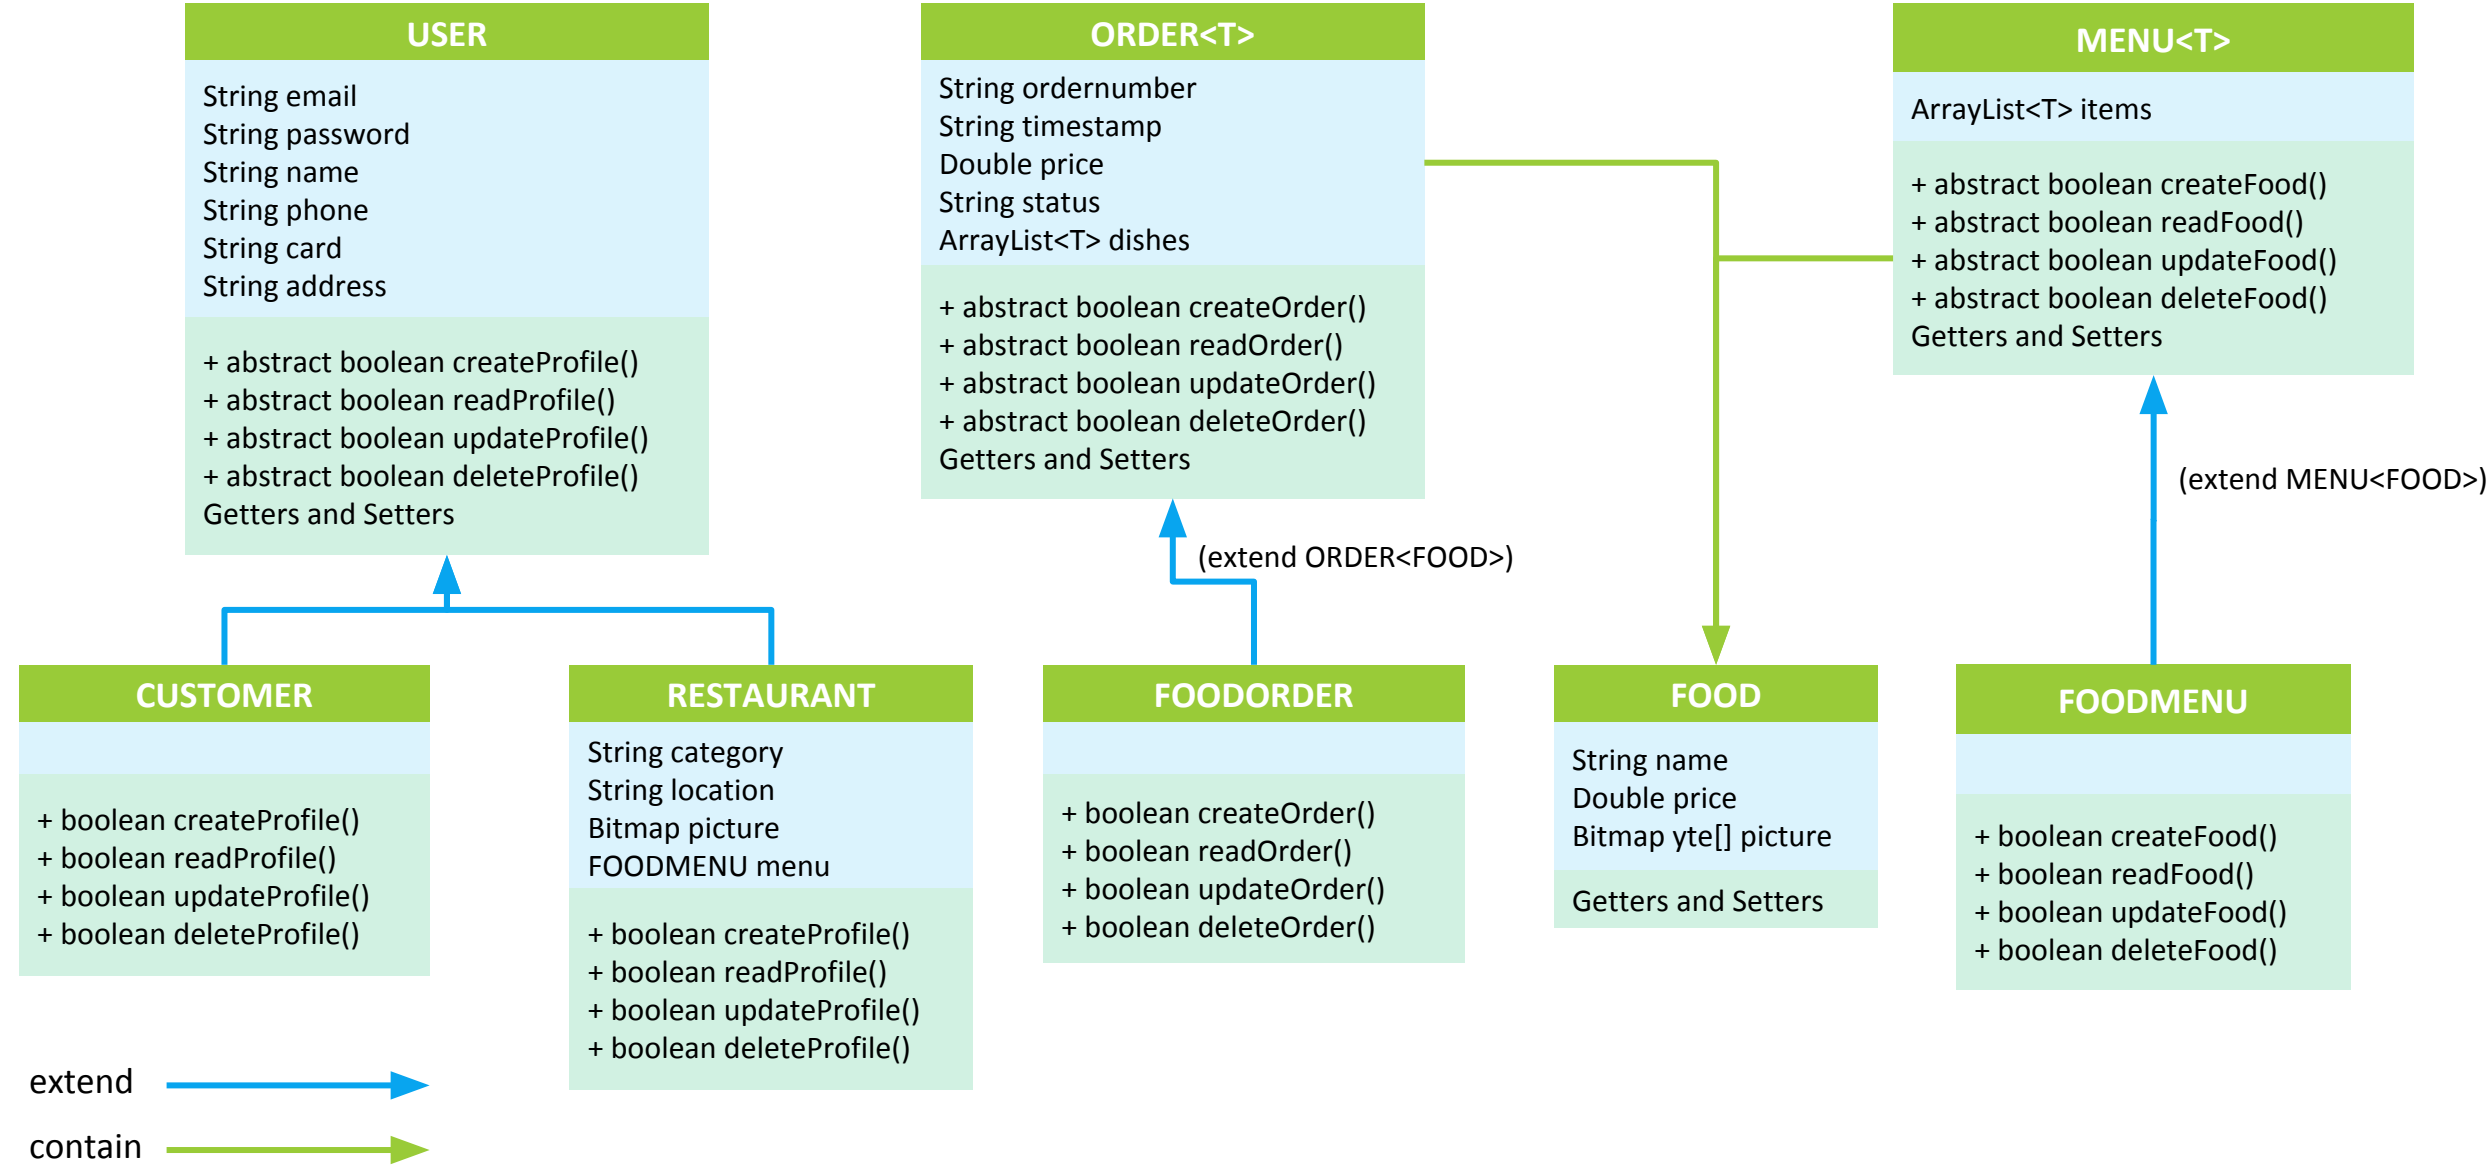 USER
String email
String password
String name
String phone
String card
String address
+ abstract boolean createProfile()
+ abstract boolean readProfile()
+ abstract boolean updateProfile()
+ abstract boolean deleteProfile()
Getters and Setters
ORDER<T>
String ordernumber
String timestamp
Double price
String status
ArrayList<T> dishes
+ abstract boolean createOrder()
+ abstract boolean readOrder()
+ abstract boolean updateOrder()
+ abstract boolean deleteOrder()
Getters and Setters
MENU<T>
ArrayList<T> items
+ abstract boolean createFood()
+ abstract boolean readFood()
+ abstract boolean updateFood()
+ abstract boolean deleteFood()
Getters and Setters
(extend ORDER<FOOD>)
(extend MENU<FOOD>)
CUSTOMER
+ boolean createProfile()
+ boolean readProfile()
+ boolean updateProfile()
+ boolean deleteProfile()
RESTAURANT
String category
String location
Bitmap picture
FOODMENU menu
+ boolean createProfile()
+ boolean readProfile()
+ boolean updateProfile()
+ boolean deleteProfile()
FOODORDER
+ boolean createOrder()
+ boolean readOrder()
+ boolean updateOrder()
+ boolean deleteOrder()
FOOD
String name
Double price
Bitmap yte[] picture
Getters and Setters
FOODMENU
+ boolean createFood()
+ boolean readFood()
+ boolean updateFood()
+ boolean deleteFood()
extend
contain